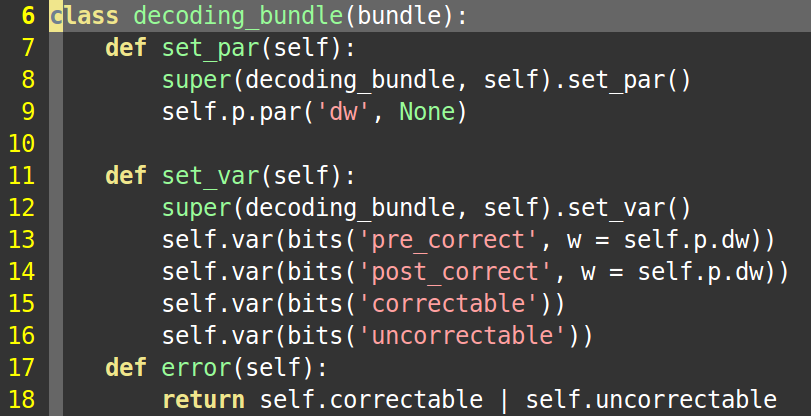 6 class decoding_bundle(bundle):
7     def set_par(self):
8         super(decoding_bundle, self).set_par()
9         self.p.par('dw', None)
10
11     def set_var(self):
12         super(decoding_bundle, self).set_var()
13         self.var(bits('pre_correct', w = self.p.dw))
14         self.var(bits('post_correct', w = self.p.dw))
15         self.var(bits('correctable'))
16         self.var(bits('uncorrectable'))
17     def error(self):
18         return self.correctable | self.uncorrectable